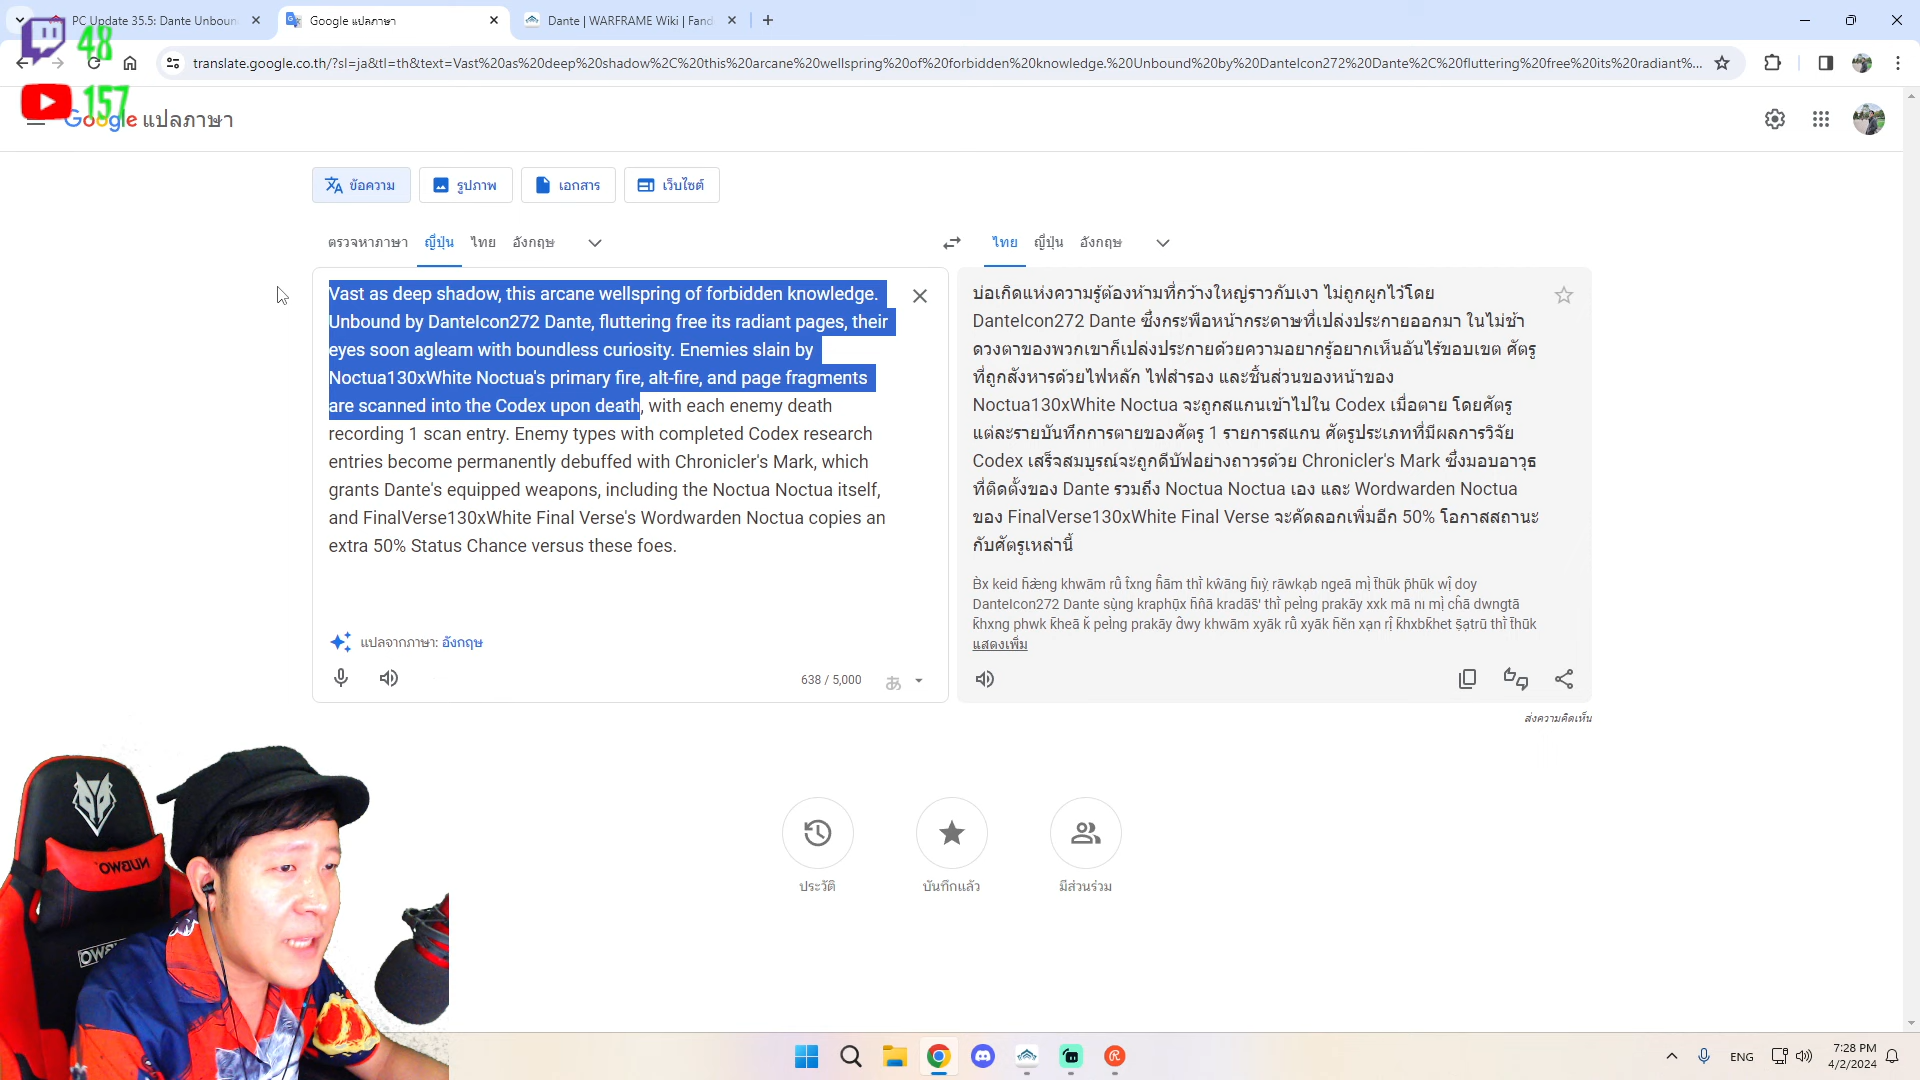 PC Update 35.5: Dante Unboun
Google แปลภาษา
Dante | WARFRAME Wiki | Fand
48
translate.google.co.th/?sl=ja&tl=th&text=Vast%20as%20deep%20shadow%2C%20this%20arcane%20wellspring%20of%20forbidden%20knowledge.%20Unbound%20by%20DanteIcon272%20Dante%2C%20fluttering%20free%20its%20radiant%...
157
Google แปลภาษา
ข้อความ
รูปภาพ
เอกสาร
เว็บไซต์
ตรวจหาภาษา ญี่ปุ่น ไทย อังกฤษ
ไทย ญี่ปุ่น อังกฤษ
Vast as deep shadow, this arcane wellspring of forbidden knowledge.
Unbound by DanteIcon272 Dante, fluttering free its radiant pages, their
eyes soon agleam with boundless curiosity. Enemies slain by
Noctua130xWhite Noctua's primary fire, alt-fire, and page fragments
are scanned into the Codex upon death, with each enemy death
recording 1 scan entry. Enemy types with completed Codex research
entries become permanently debuffed with Chronicler's Mark, which
grants Dante's equipped weapons, including the Noctua Noctua itself,
and FinalVerse130xWhite Final Verse's Wordwarden Noctua copies an
extra 50% Status Chance versus these foes.
แปลจากภาษา: อังกฤษ
638 / 5,000
あ
บ่อเกิดแห่งความรู้ต้องห้ามที่กว้างใหญ่ราวกับเงา ไม่ถูกผูกไว้โดย
DanteIcon272 Dante ซึ่งกระพือหน้ากระดาษที่เปล่งประกายออกมา ในไม่ช้า
ดวงตาของพวกเขาก็เปล่งประกายด้วยความอยากรู้อยากเห็นอันไร้ขอบเขต ศัตรู
ที่ถูกสังหารด้วยไฟหลัก ไฟสำรอง และชิ้นส่วนของหน้าของ
Noctua130xWhite Noctua จะถูกสแกนเข้าไปใน Codex เมื่อตาย โดยศัตรู
แต่ละรายบันทึกการตายของศัตรู 1 รายการสแกน ศัตรูประเภทที่มีผลการวิจัย
Codex เสร็จสมบูรณ์จะถูกดีบัฟอย่างถาวรด้วย Chronicler's Mark ซึ่งมอบอาวุธ
ที่ติดตั้งของ Dante รวมถึง Noctua Noctua เอง และ Wordwarden Noctua
ของ FinalVerse130xWhite Final Verse จะคัดลอกเพิ่มอีก 50% โอกาสสถานะ
กับศัตรูเหล่านี้
แสดงเพิ่ม
ส่งความคิดเห็น
ประวัติ
บันทึกแล้ว
มีส่วนร่วม
ENG
7:28 PM
4/2/2024